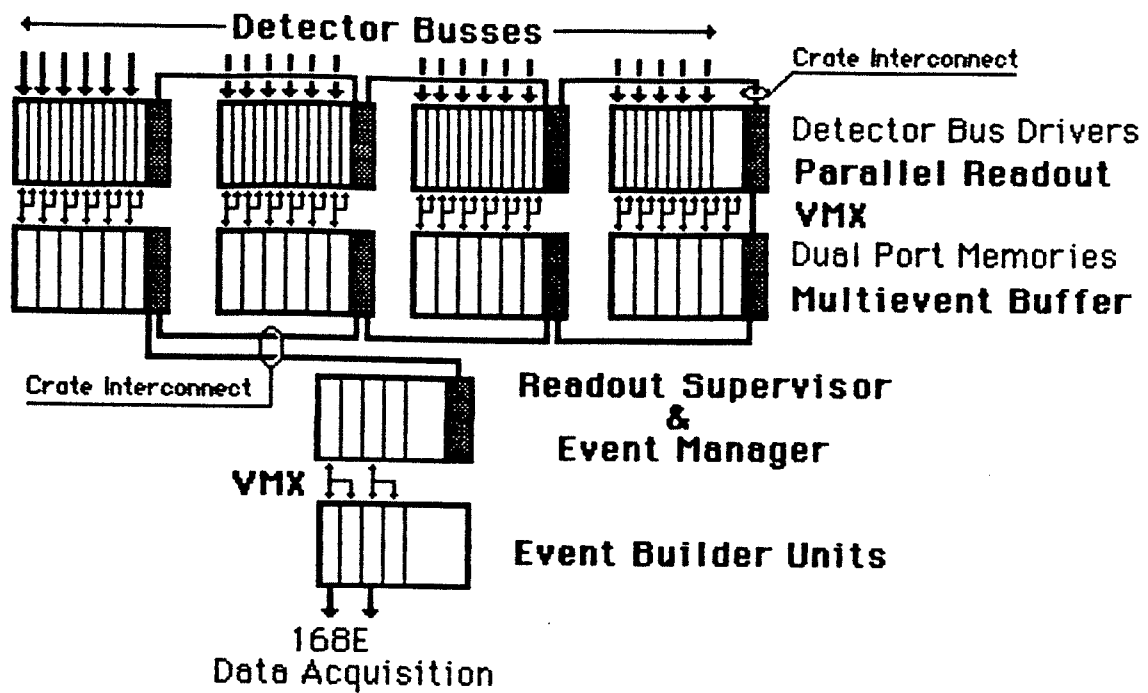 Detector Busses
Crate Interconnect
Detector Bus Drivers
Parallel Readout
VMX
Dual Port Memories
Multievent Buffer
Crate Interconnect
Readout Supervisor
&
Event Manager
VMX
Event Builder Units
168E
Data Acquisition